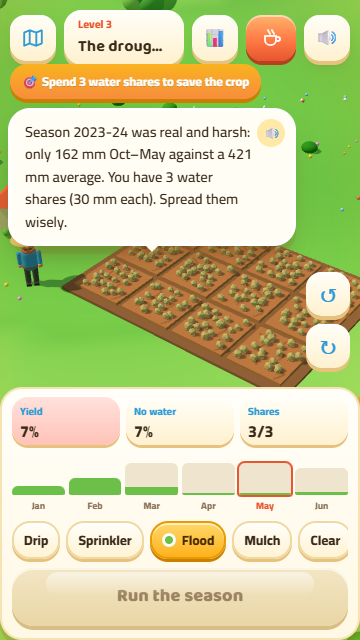 Level 3
The droug...
Spend 3 water shares to save the crop
Season 2023-24 was real and harsh:
only 162 mm Oct–May against a 421
mm average. You have 3 water
shares (30 mm each). Spread them
wisely.
Yield
7%
No water
7%
Shares
3/3
Jan Feb Mar Apr May Jun
Drip Sprinkler Flood Mulch Clear
Run the season